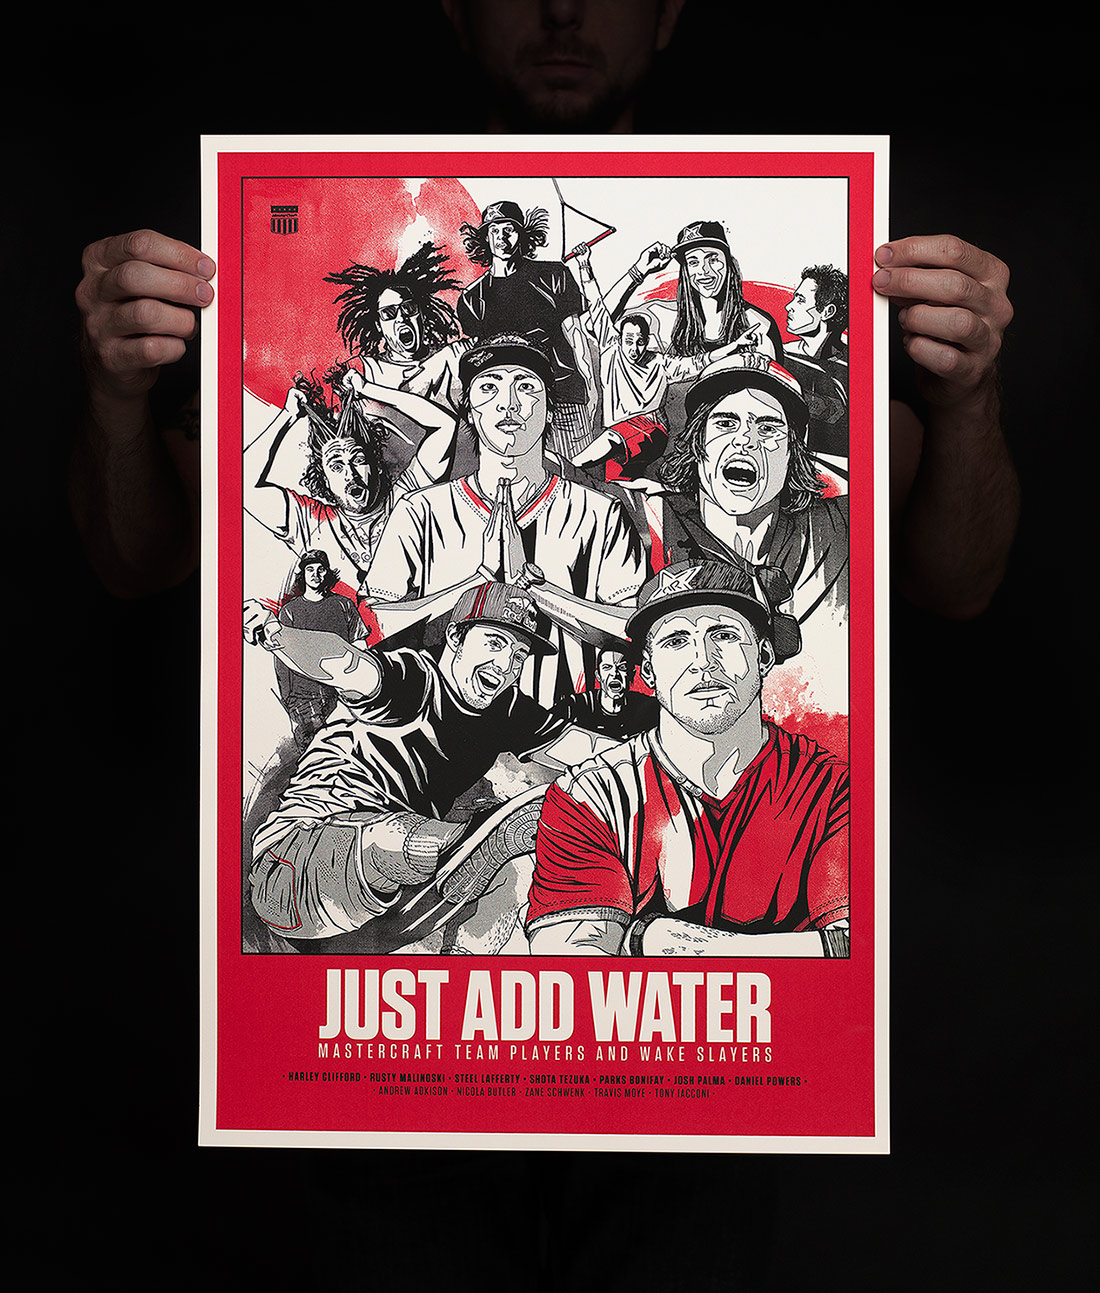 JUST ADD WATER
MASTERCRAFT TEAM PLAYERS AND WAKE SLAYERS
· HARLEY CLIFFORD · RUSTY MALINOSKI · STEEL LAFFERTY · SHOTA TEZUKA · PARKS BONIFAY · JOSH PALMA · DANIEL POWERS ·
· ANDREW ADKISON · NICOLA BUTLER · ZANE SCHWENK · TRAVIS MOYE · TONY IACCONI ·